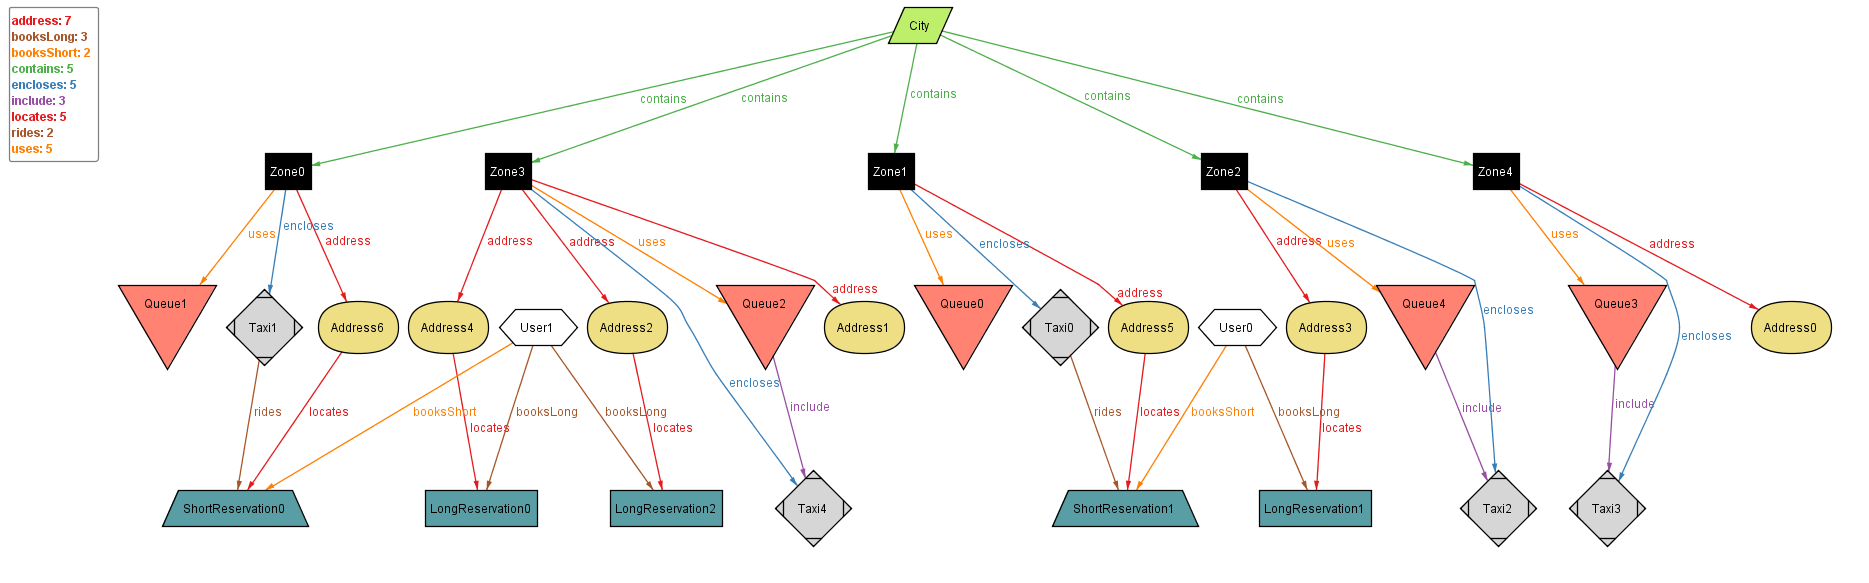 address: 7
booksLong: 3
booksShort: 2
contains: 5
encloses: 5
include: 3
locates: 5
rides: 2
uses: 5
City
contains
contains
contains
contains
contains
Zone0
Zone3
Zone1
Zone2
Zone4
uses
encloses
address
address
address
uses
address
uses
encloses
address
address
uses
encloses
uses
address
encloses
Queue1
Taxi1
Address6
Address4
User1
Address2
Queue2
Address1
Queue0
Taxi0
Address5
User0
Address3
Queue4
Queue3
Address0
rides
locates
booksShort
locates
booksLong
booksLong
locates
encloses
include
rides
locates
booksShort
booksLong
locates
include
include
ShortReservation0
LongReservation0
LongReservation2
Taxi4
ShortReservation1
LongReservation1
Taxi2
Taxi3